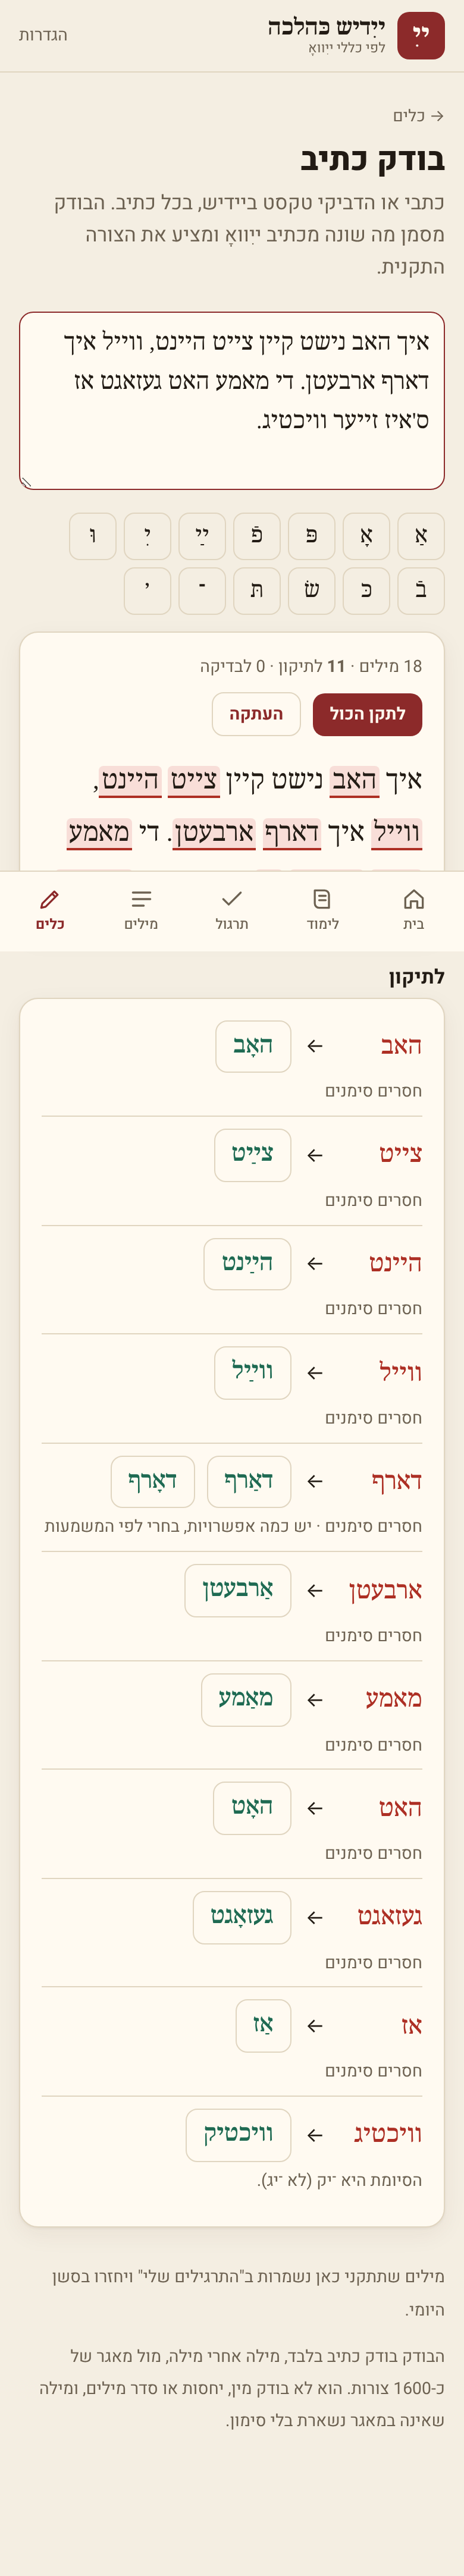 ייִ
ייִדיש כּהלכה
לפי כללי ייִוואָ
הגדרות
→ כלים
בודק כתיב
כתבי או הדביקי טקסט ביידיש, בכל כתיב. הבודק
מסמן מה שונה מכתיב ייִוואָ ומציע את הצורה
התקנית.
איך האב נישט קיין צייט היינט, ווייל איך
דארף ארבעטן. די מאמע האט געזאגט אז
ס'איז זייער וויכטיג.
אַ אָ פּ פֿ ײַ יִ וּ
בֿ כּ שׂ תּ ־ ׳
18 מילים · 11 לתיקון · 0 לבדיקה
לתקן הכול
העתקה
איך האב נישט קיין צייט היינט,
ווייל איך דארף ארבעטן. די מאמע
בית
לימוד
תרגול
מילים
כלים
לתיקון
האב ← האָב
חסרים סימנים
צייט ← צײַט
חסרים סימנים
היינט ← הײַנט
חסרים סימנים
ווייל ← ווײַל
חסרים סימנים
דארף ← דאַרף דאָרף
חסרים סימנים · יש כמה אפשרויות, בחרי לפי המשמעות
ארבעטן ← אַרבעטן
חסרים סימנים
מאמע ← מאַמע
חסרים סימנים
האט ← האָט
חסרים סימנים
געזאגט ← געזאָגט
חסרים סימנים
אז ← אַז
חסרים סימנים
וויכטיג ← וויכטיק
הסיומת היא ־יק (לא ־יג).
מילים שתתקני כאן נשמרות ב"התרגילים שלי" ויחזרו בסשן
היומי.
הבודק בודק כתיב בלבד, מילה אחרי מילה, מול מאגר של
כ-1600 צורות. הוא לא בודק מין, יחסות או סדר מילים, ומילה
שאינה במאגר נשארת בלי סימון.